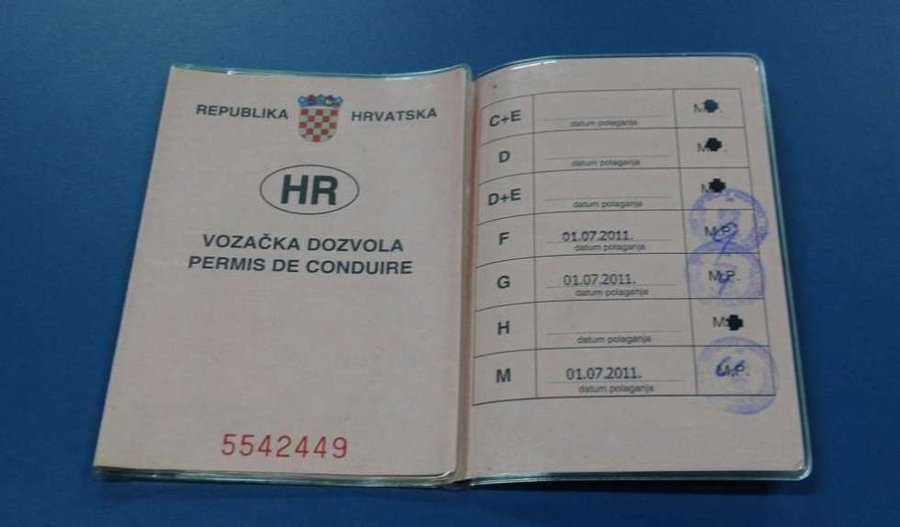 REPUBLIKA HRVATSKA
HR
VOZAČKA DOZVOLA
PERMIS DE CONDUIRE
5542449
C+E
datum polaganja
D
datum polaganja
D+E
datum polaganja
F 01.07.2011. M.P.
datum polaganja
G 01.07.2011. M.P.
datum polaganja
H
datum polaganja
M 01.07.2011. M.P.
datum polaganja